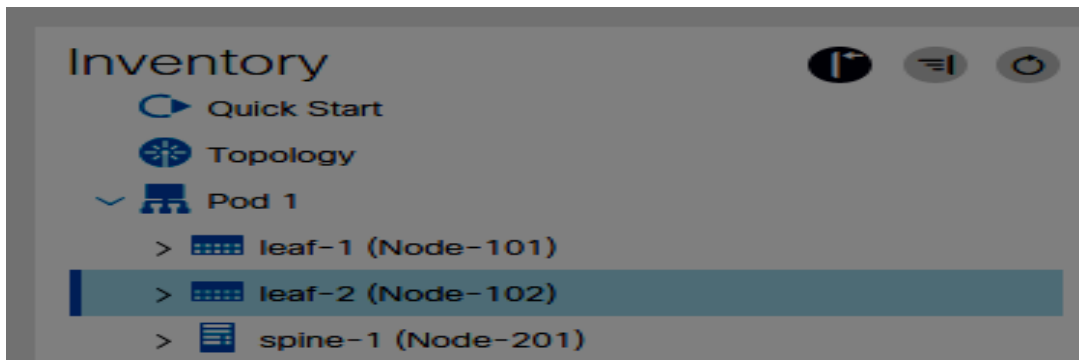 Inventory
Quick Start
Topology
Pod 1
leaf-1 (Node-101)
leaf-2 (Node-102)
spine-1 (Node-201)